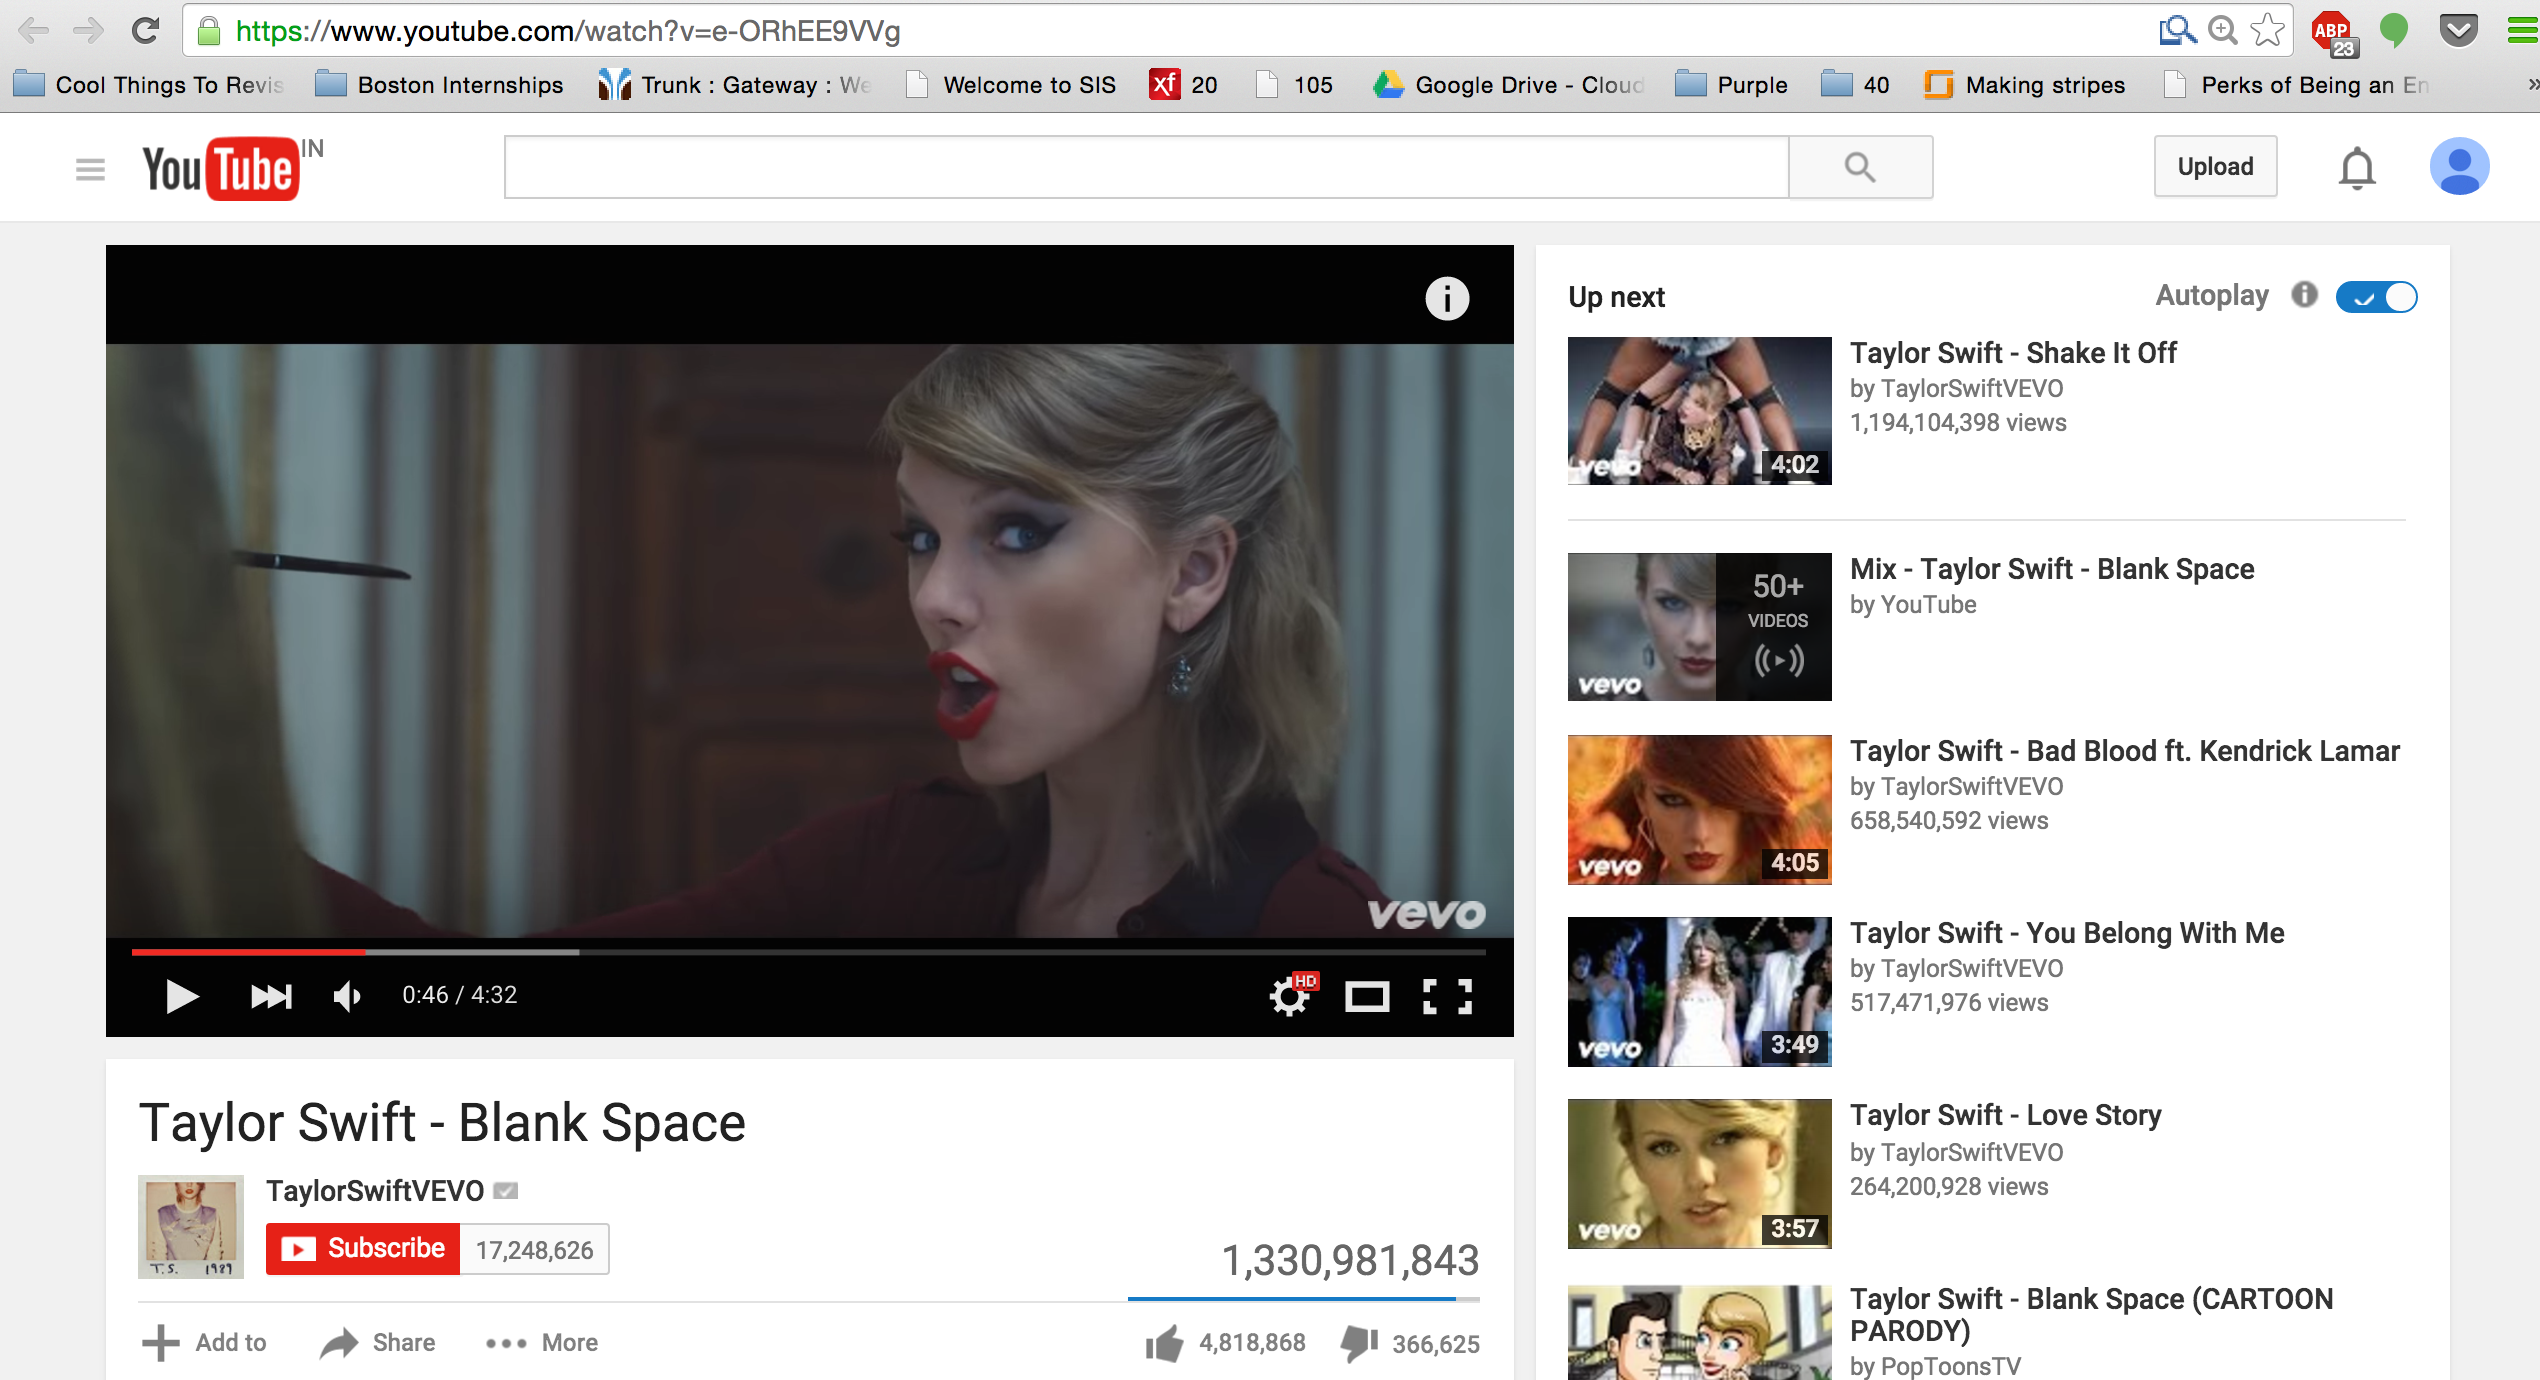 https://www.youtube.com/watch?v=e-ORhEE9VVg
ABP
23
Cool Things To Revis
Boston Internships
Trunk : Gateway : We
Welcome to SIS
xf 20
105
Google Drive - Cloud
Purple
40
Making stripes
Perks of Being an En
»
YouTube IN
Upload
i
vevo
0:46 / 4:32
HD
Taylor Swift - Blank Space
T.S. 1989
TaylorSwiftVEVO
Subscribe 17,248,626
1,330,981,843
Add to
Share
More
4,818,868
366,625
Up next
Autoplay
i
vevo
4:02
Taylor Swift - Shake It Off
by TaylorSwiftVEVO
1,194,104,398 views
vevo
50+
VIDEOS
Mix - Taylor Swift - Blank Space
by YouTube
vevo
4:05
Taylor Swift - Bad Blood ft. Kendrick Lamar
by TaylorSwiftVEVO
658,540,592 views
vevo
3:49
Taylor Swift - You Belong With Me
by TaylorSwiftVEVO
517,471,976 views
vevo
3:57
Taylor Swift - Love Story
by TaylorSwiftVEVO
264,200,928 views
Taylor Swift - Blank Space (CARTOON
PARODY)
by PopToonsTV